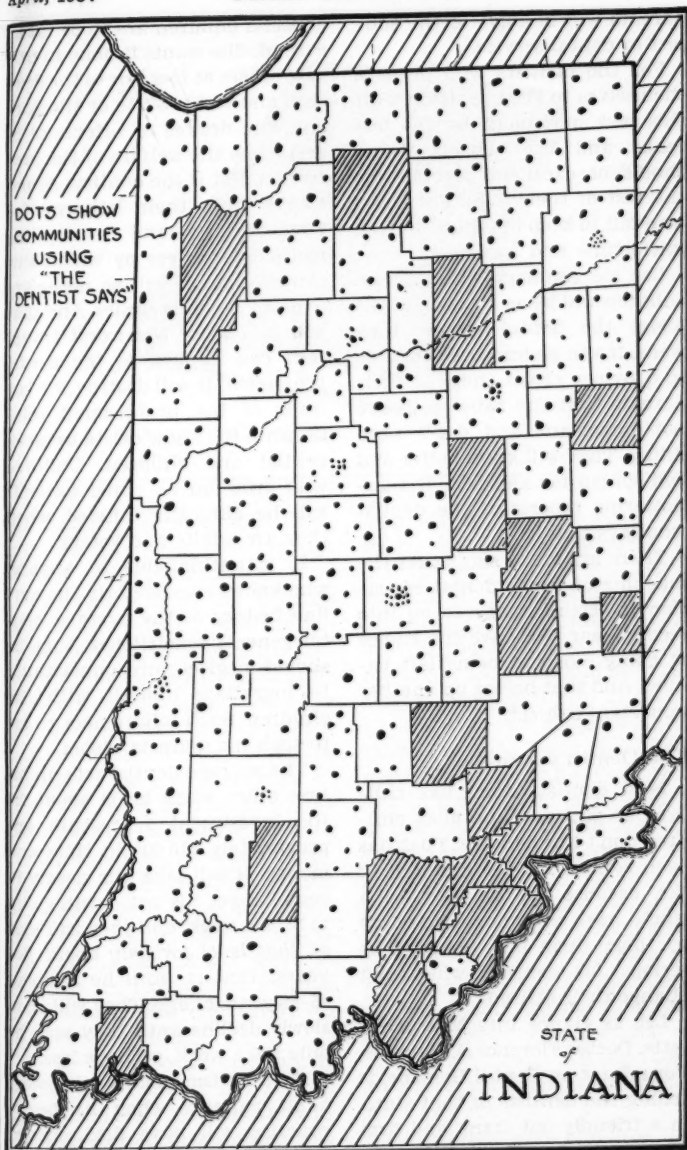 DOTS SHOW
COMMUNITIES
USING
"THE
DENTIST SAYS"
STATE
of
INDIANA